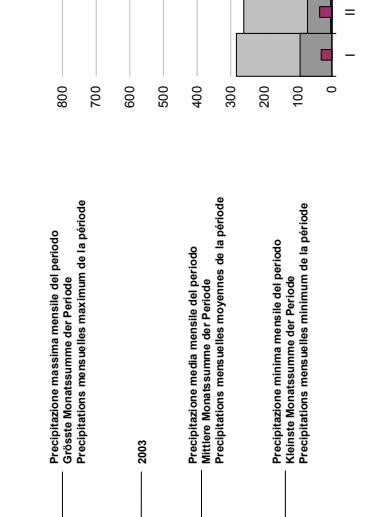 Precipitazione massima mensile del periodo
Grösste Monatssumme der Periode
Precipitations mensuelles maximum de la période
2003
Precipitazione media mensile del periodo
Mittlere Monatssumme der Periode
Precipitations mensuelles moyennes de la période
Precipitazione minima mensile del periodo
Kleinste Monatssumme der Periode
Precipitations mensuelles minimum de la période
800
700
600
500
400
300
200
100
0
I
II